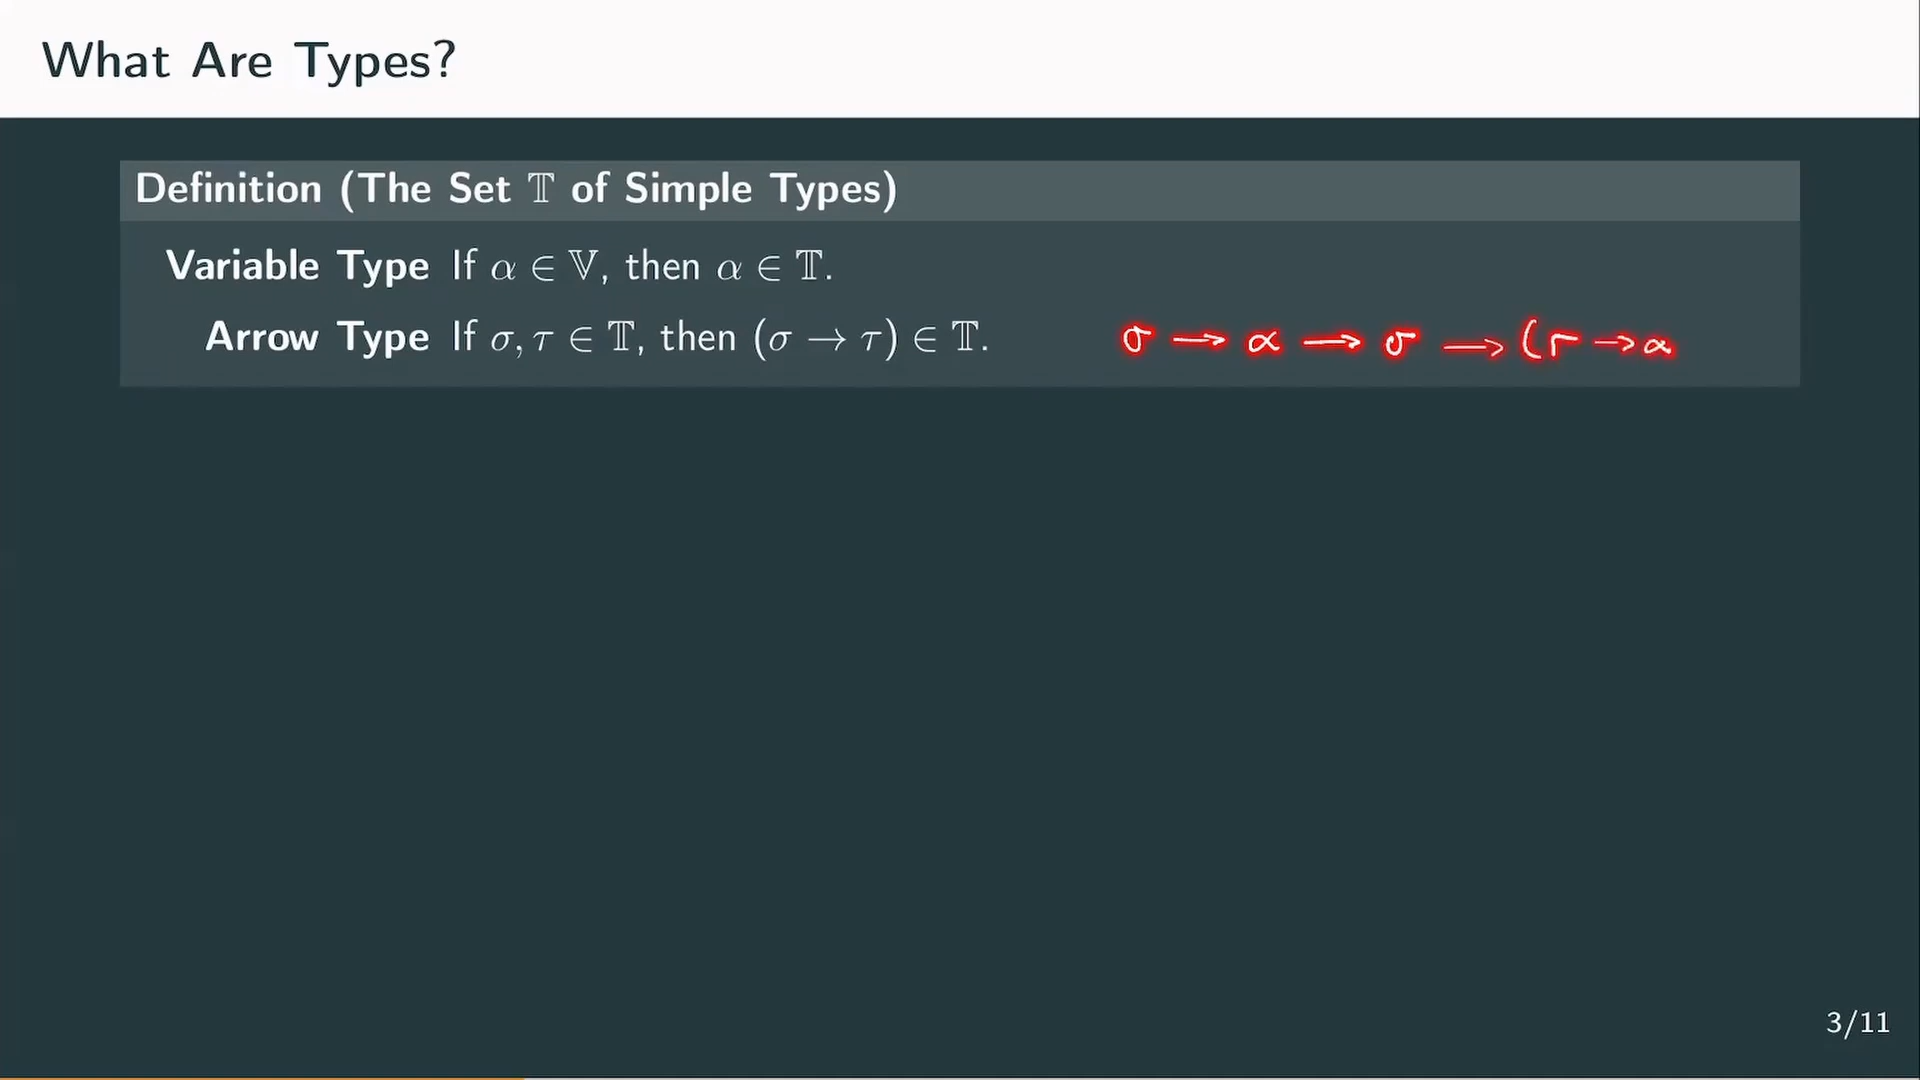 What Are Types?
Definition (The Set 𝕋 of Simple Types)
Variable Type If α ∈ 𝕍, then α ∈ 𝕋.
Arrow Type If σ, τ ∈ 𝕋, then (σ → τ) ∈ 𝕋. σ → α → σ → (τ → α
3/11